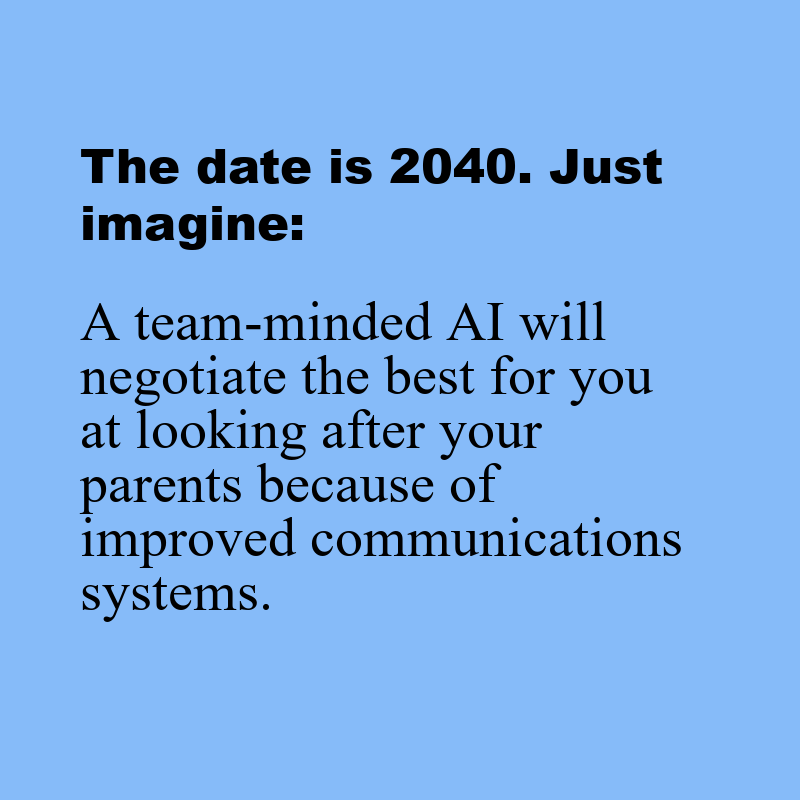 The date is 2040. Just
imagine:
A team-minded AI will
negotiate the best for you
at looking after your
parents because of
improved communications
systems.